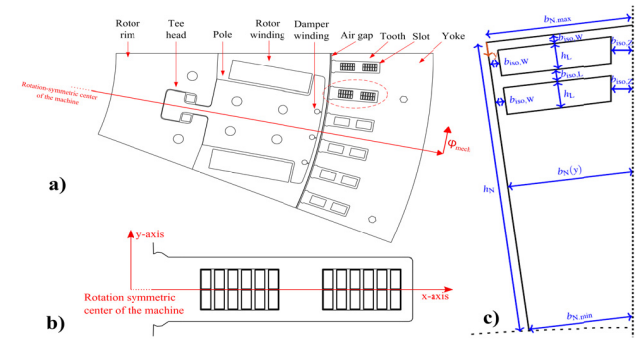 Rotor rim
Tee head
Pole
Rotor winding
Damper winding
Air gap
Tooth
Slot
Yoke
Rotation-symmetric center
of the machine
φmech
a)
y-axis
x-axis
Rotation symmetric
center of the machine
b)
bN,max
biso,W
biso,W
hL
biso,Z
biso,L
biso,W
hL
biso,Z
hN
bN(y)
bN,min
c)